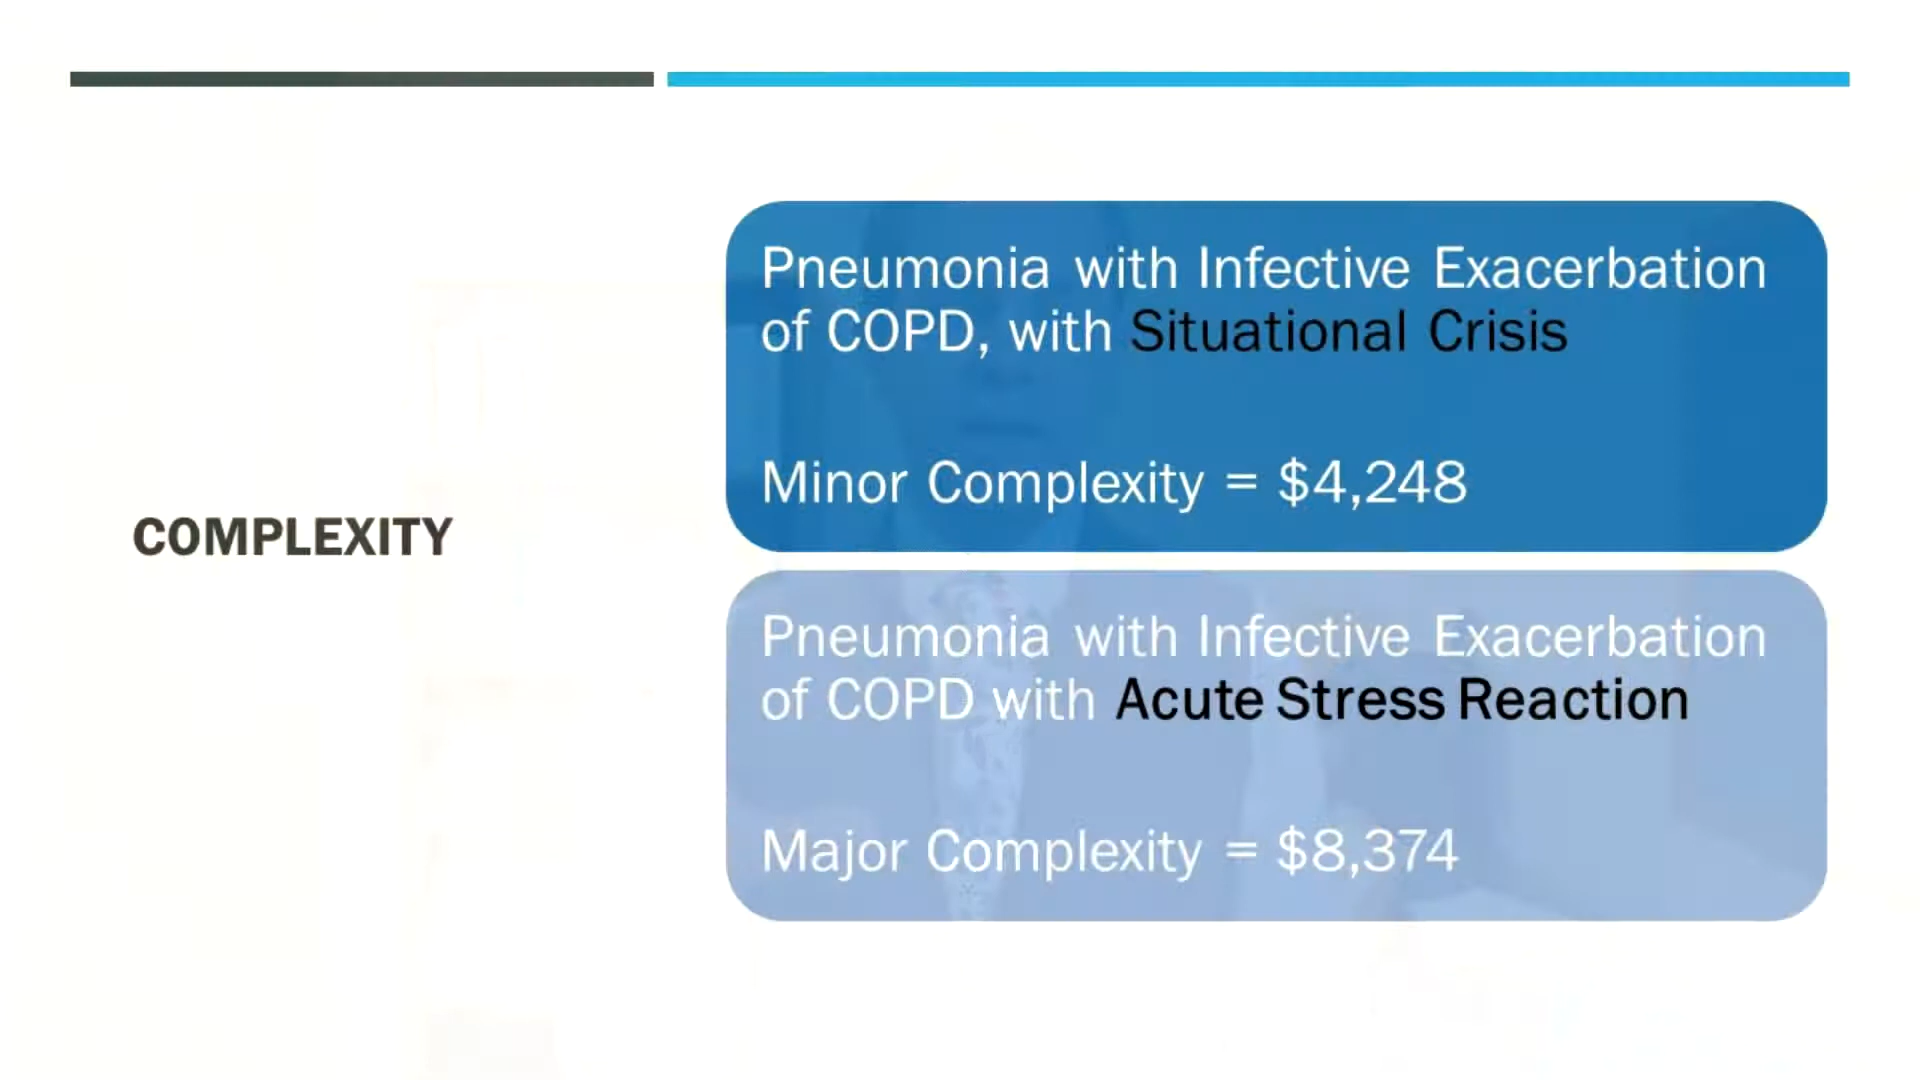 COMPLEXITY
Pneumonia with Infective Exacerbation
of COPD, with Situational Crisis
Minor Complexity = $4,248
Pneumonia with Infective Exacerbation
of COPD with Acute Stress Reaction
Major Complexity = $8,374